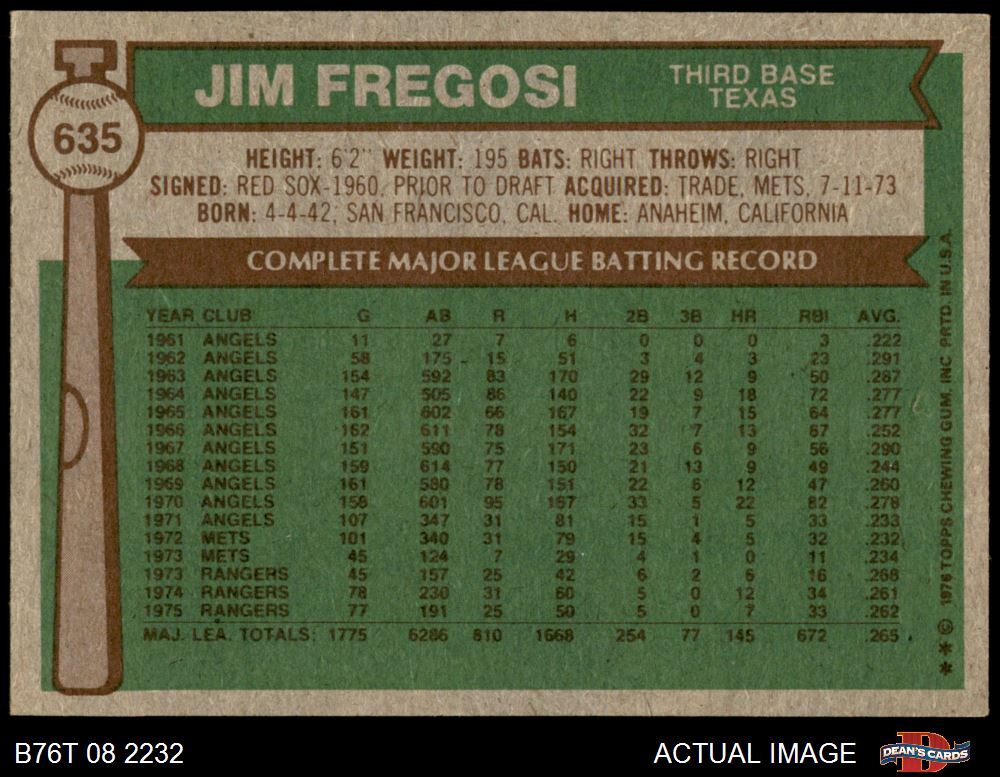 JIM FREGOSI
THIRD BASE
TEXAS
635
HEIGHT: 6'2" WEIGHT: 195 BATS: RIGHT THROWS: RIGHT
SIGNED: RED SOX-1960, PRIOR TO DRAFT ACQUIRED: TRADE, METS, 7-11-73
BORN: 4-4-42, SAN FRANCISCO, CAL. HOME: ANAHEIM, CALIFORNIA
COMPLETE MAJOR LEAGUE BATTING RECORD
YEAR CLUB G AB R H 2B 3B HR RBI AVG.
1961 ANGELS 11 27 7 6 0 0 0 3 .222
1962 ANGELS 58 175 15 51 3 4 3 23 .291
1963 ANGELS 154 592 83 170 29 12 9 50 .287
1964 ANGELS 147 505 86 140 22 9 18 72 .277
1965 ANGELS 161 602 66 167 19 7 15 64 .277
1966 ANGELS 162 611 78 154 32 7 13 67 .252
1967 ANGELS 151 590 75 171 23 6 9 56 .290
1968 ANGELS 159 614 77 150 21 13 9 49 .244
1969 ANGELS 161 580 78 151 22 6 12 47 .260
1970 ANGELS 158 601 95 167 33 5 22 82 .278
1971 ANGELS 107 347 31 81 15 1 5 33 .233
1972 METS 101 340 31 79 15 4 5 32 .232
1973 METS 45 124 7 29 4 1 0 11 .234
1973 RANGERS 45 157 25 42 6 2 6 16 .268
1974 RANGERS 78 230 31 60 5 0 12 34 .261
1975 RANGERS 77 191 25 50 5 0 7 33 .262
MAJ. LEA. TOTALS: 1775 6286 810 1668 254 77 145 672 .265
** © 1976 TOPPS CHEWING GUM, INC. PRTD. IN U.S.A.
B76T 08 2232
ACTUAL IMAGE
DEAN'S CARDS